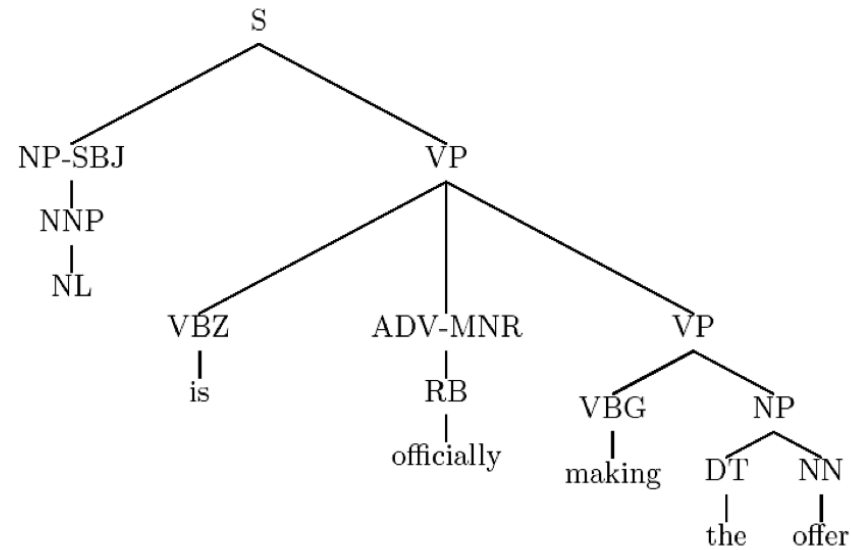 S
NP-SBJ VP
NNP
NL
VBZ ADV-MNR VP
is RB
VBG NP
officially
making DT NN
the offer